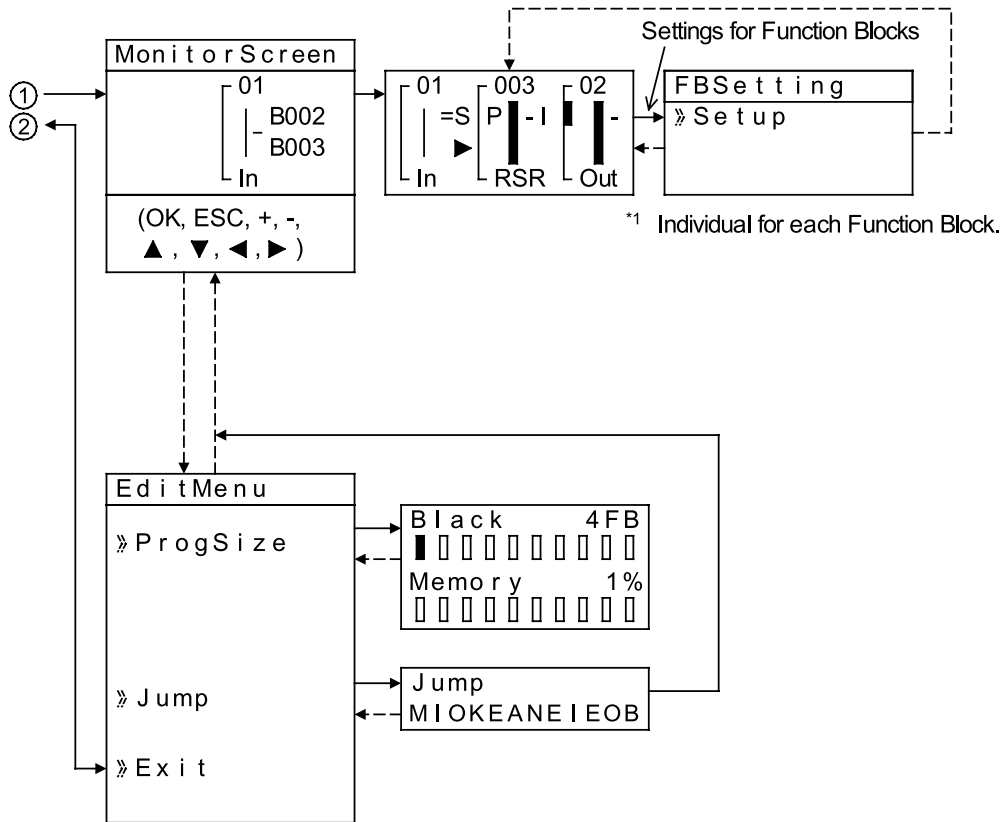 Settings for Function Blocks
MonitorScreen
01
B002
B003
In
01
=S
In
003
P
-I
RSR
02
-
Out
FBSetting
Setup
1
2
(OK, ESC, +, -,
▲ , ▼, ◀ , ▶ )
*1 Individual for each Function Block.
EditMenu
ProgSize
Jump
Exit
Black 4FB
Memory 1%
Jump
MIOKEANEIEOB